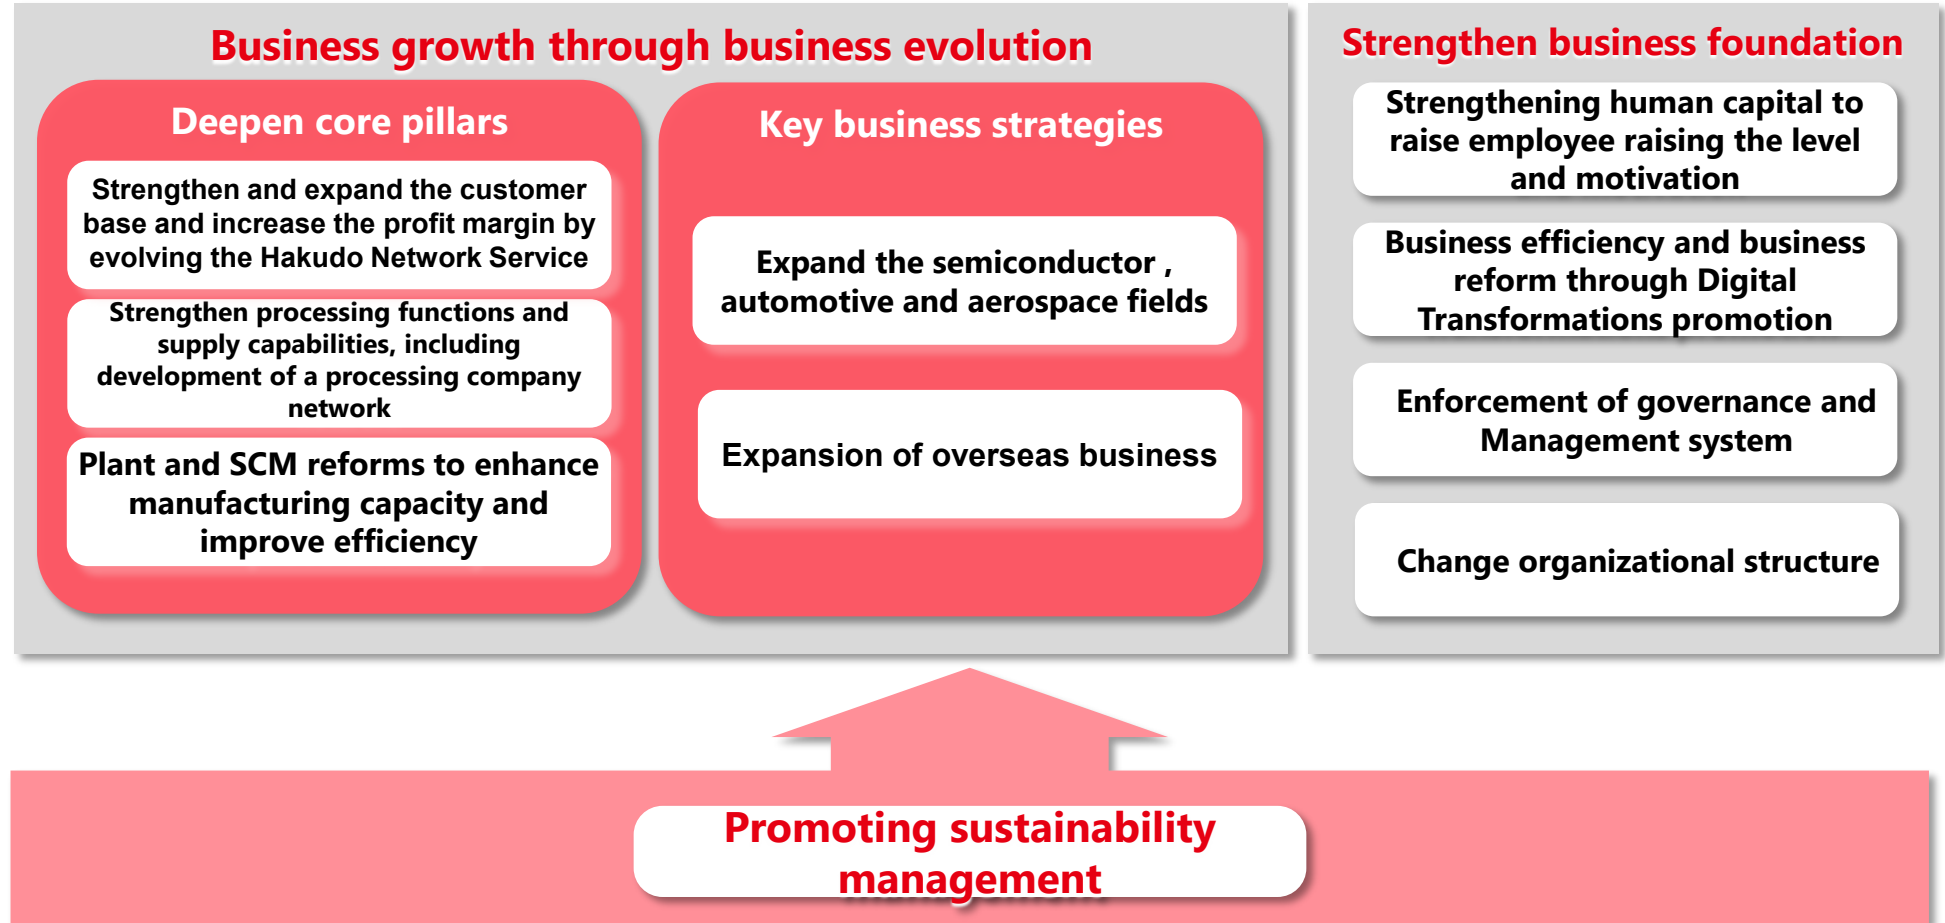 Business growth through business evolution
Deepen core pillars
Strengthen and expand the customer
base and increase the profit margin by
evolving the Hakudo Network Service
Strengthen processing functions and
supply capabilities, including
development of a processing company
network
Plant and SCM reforms to enhance
manufacturing capacity and
improve efficiency
Key business strategies
Expand the semiconductor ,
automotive and aerospace fields
Expansion of overseas business
Strengthen business foundation
Strengthening human capital to
raise employee raising the level
and motivation
Business efficiency and business
reform through Digital
Transformations promotion
Enforcement of governance and
Management system
Change organizational structure
Promoting sustainability
management